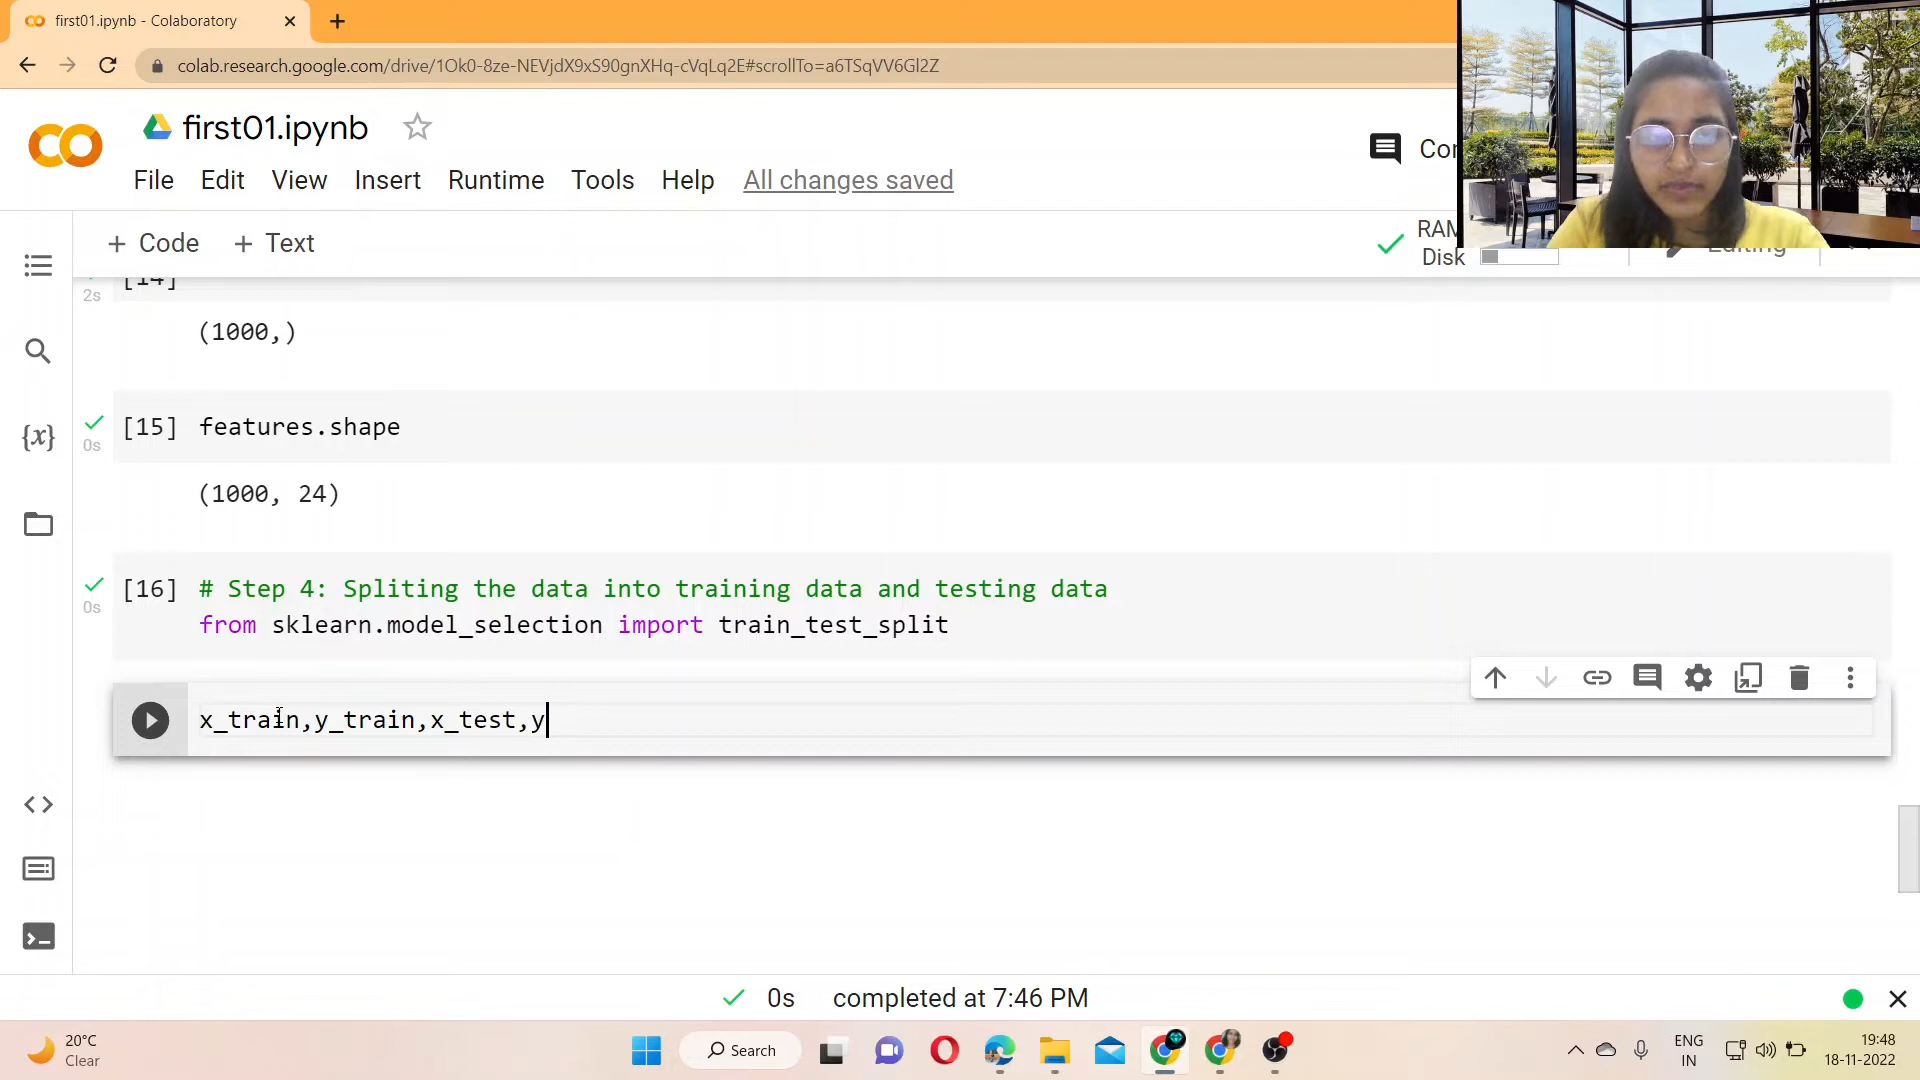 first01.ipynb - Colaboratory
colab.research.google.com/drive/1Ok0-8ze-NEVjdX9xS90gnXHq-cVqLq2E#scrollTo=a6TSqVV6Gl2Z
first01.ipynb
File Edit View Insert Runtime Tools Help All changes saved
+ Code + Text
RAM
Disk
Editing
[14]
2s
(1000,)
[15] features.shape
0s
(1000, 24)
[16] # Step 4: Spliting the data into training data and testing data
0s
from sklearn.model_selection import train_test_split
x_train,y_train,x_test,y
{x}
0s completed at 7:46 PM
20°C
Clear
Search
ENG
IN
19:48
18-11-2022